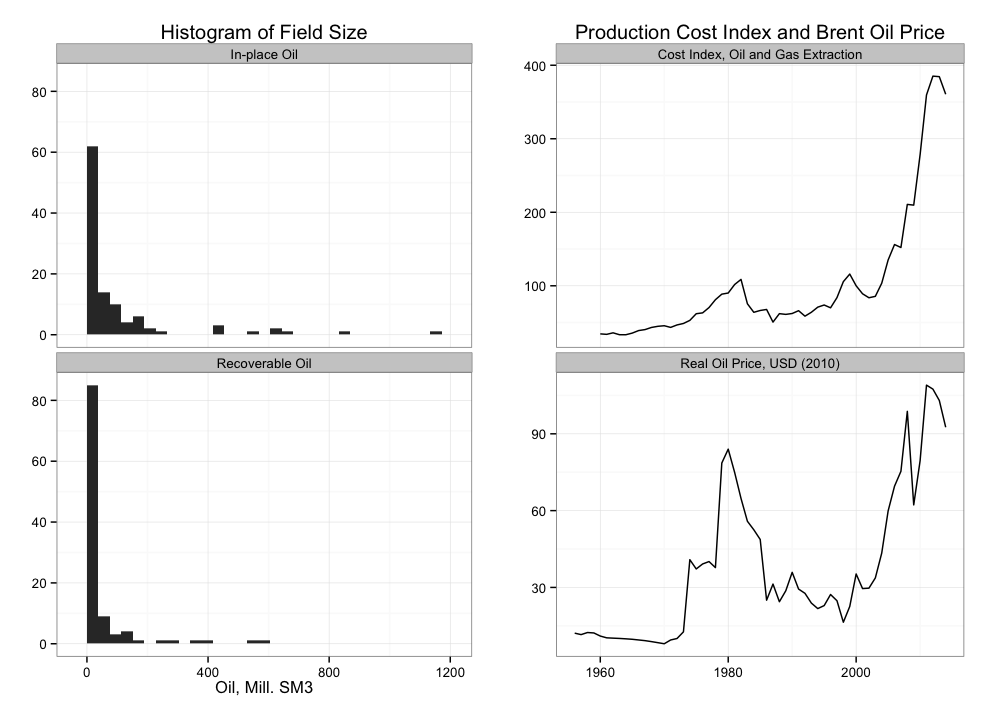 Histogram of Field Size
In-place Oil
80
60
40
20
0
Recoverable Oil
80
60
40
20
0
0 400 800 1200
Oil, Mill. SM3
Production Cost Index and Brent Oil Price
Cost Index, Oil and Gas Extraction
400
300
200
100
Real Oil Price, USD (2010)
90
60
30
1960 1980 2000